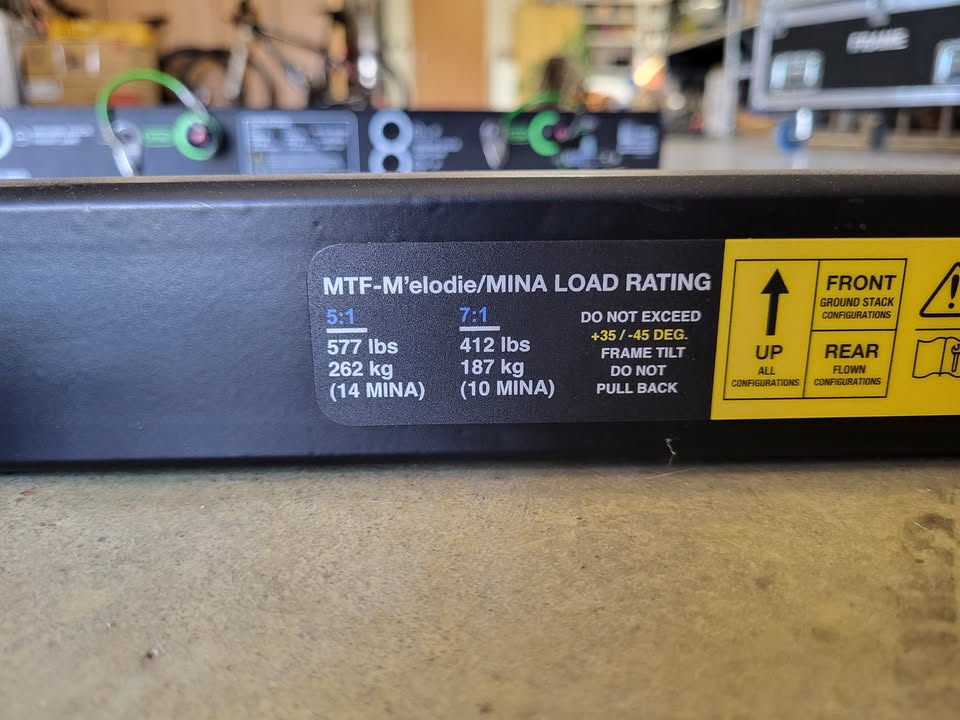 FRAME
MTF-M'elodie/MINA LOAD RATING
5:1
577 lbs
262 kg
(14 MINA)
7:1
412 lbs
187 kg
(10 MINA)
DO NOT EXCEED
+35 / -45 DEG.
FRAME TILT
DO NOT
PULL BACK
UP
ALL
CONFIGURATIONS
FRONT
GROUND STACK
CONFIGURATIONS
REAR
FLOWN
CONFIGURATIONS